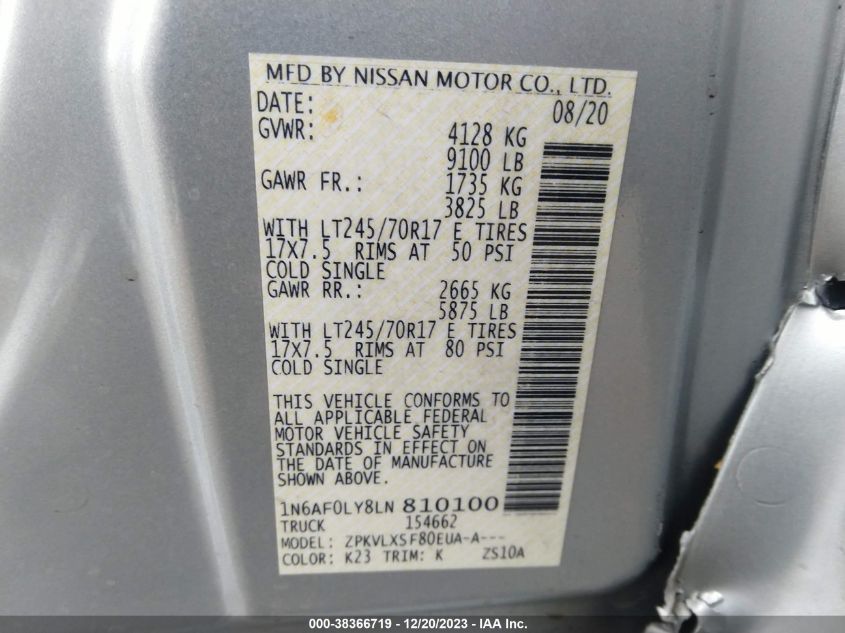 MFD BY NISSAN MOTOR CO., LTD.
DATE: 08/20
GVWR: 4128 KG
9100 LB
GAWR FR.: 1735 KG
3825 LB
WITH LT245/70R17 E TIRES
17X7.5 RIMS AT 50 PSI
COLD SINGLE
GAWR RR.: 2665 KG
5875 LB
WITH LT245/70R17 E TIRES
17X7.5 RIMS AT 80 PSI
COLD SINGLE
THIS VEHICLE CONFORMS TO
ALL APPLICABLE FEDERAL
MOTOR VEHICLE SAFETY
STANDARDS IN EFFECT ON
THE DATE OF MANUFACTURE
SHOWN ABOVE.
1N6AF0LY8LN 810100
TRUCK 154662
MODEL: ZPKVLXSF80EUA-A---
COLOR: K23 TRIM: K ZS10A
000-38366719 - 12/20/2023 - IAA Inc.